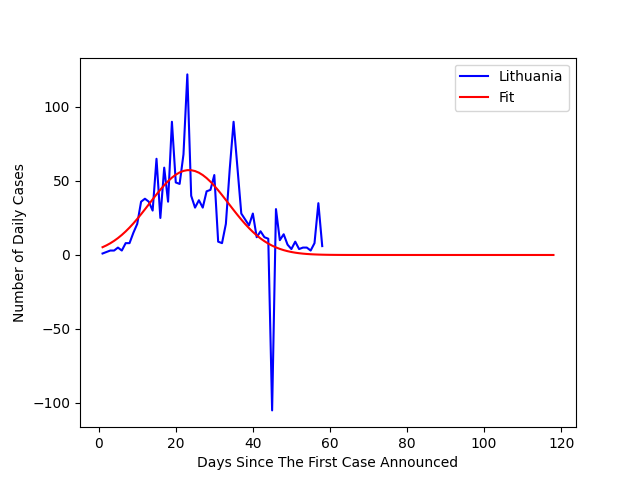 Lithuania
Fit
100
50
0
−50
−100
Number of Daily Cases
0 20 40 60 80 100 120
Days Since The First Case Announced